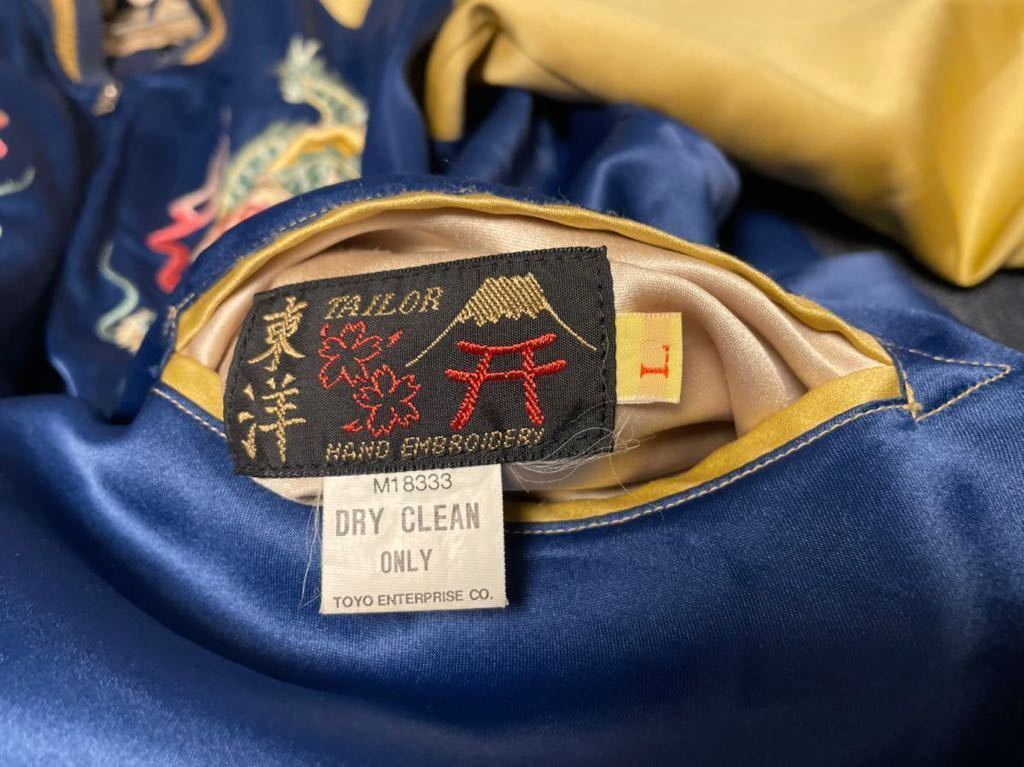 東洋
TAILOR
HAND EMBROIDERY
L
M18333
DRY CLEAN
ONLY
TOYO ENTERPRISE CO.